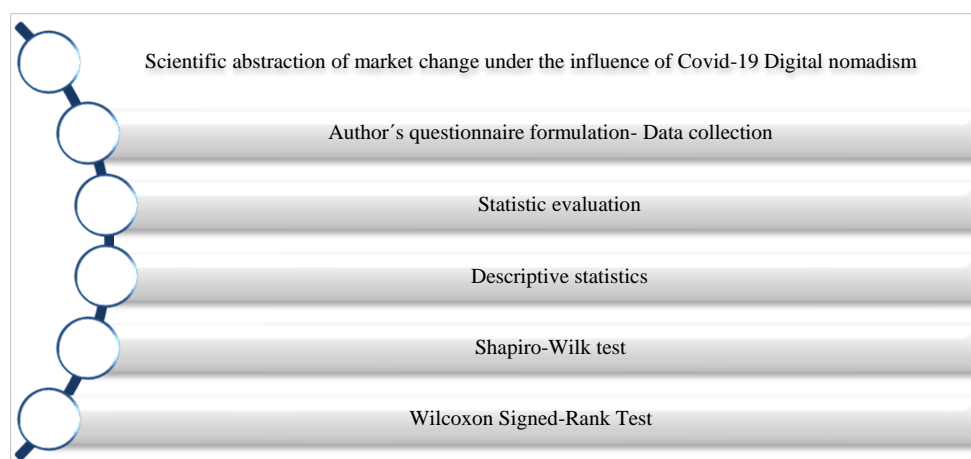 Scientific abstraction of market change under the influence of Covid-19 Digital nomadism
Author´s questionnaire formulation- Data collection
Statistic evaluation
Descriptive statistics
Shapiro-Wilk test
Wilcoxon Signed-Rank Test